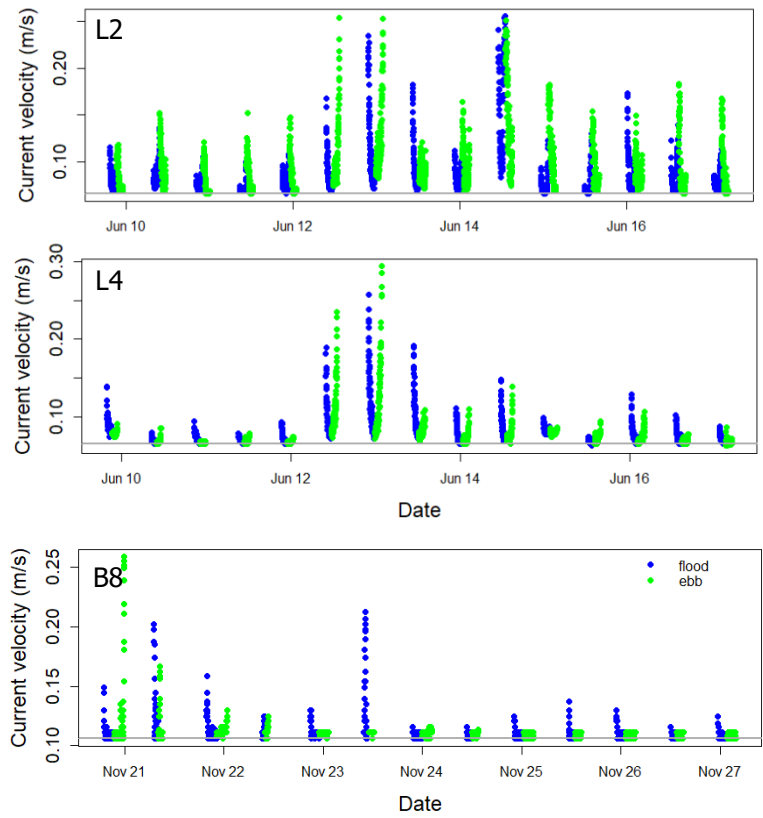 L2
Current velocity (m/s)
0.20
0.10
Jun 10 Jun 12 Jun 14 Jun 16
L4
Current velocity (m/s)
0.30
0.20
0.10
Jun 10 Jun 12 Jun 14 Jun 16
Date
B8
Current velocity (m/s)
flood
ebb
0.25
0.20
0.15
0.10
Nov 21 Nov 22 Nov 23 Nov 24 Nov 25 Nov 26 Nov 27
Date